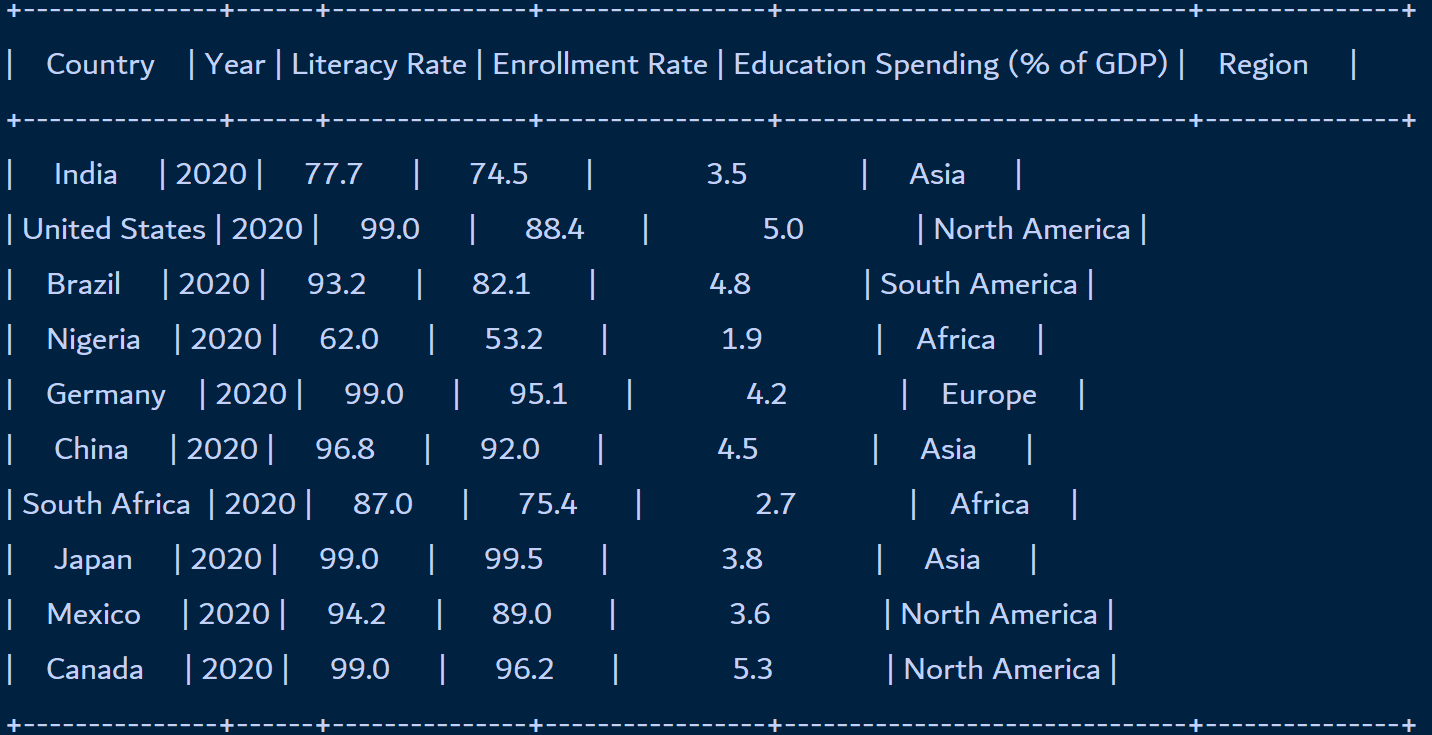 +---------------+------+---------------+-----------------+-------------------------------+---------------+
| Country | Year | Literacy Rate | Enrollment Rate | Education Spending (% of GDP) | Region |
+---------------+------+---------------+-----------------+-------------------------------+---------------+
| India | 2020 | 77.7 | 74.5 | 3.5 | Asia |
| United States | 2020 | 99.0 | 88.4 | 5.0 | North America |
| Brazil | 2020 | 93.2 | 82.1 | 4.8 | South America |
| Nigeria | 2020 | 62.0 | 53.2 | 1.9 | Africa |
| Germany | 2020 | 99.0 | 95.1 | 4.2 | Europe |
| China | 2020 | 96.8 | 92.0 | 4.5 | Asia |
| South Africa | 2020 | 87.0 | 75.4 | 2.7 | Africa |
| Japan | 2020 | 99.0 | 99.5 | 3.8 | Asia |
| Mexico | 2020 | 94.2 | 89.0 | 3.6 | North America |
| Canada | 2020 | 99.0 | 96.2 | 5.3 | North America |
+---------------+------+---------------+-----------------+-------------------------------+---------------+